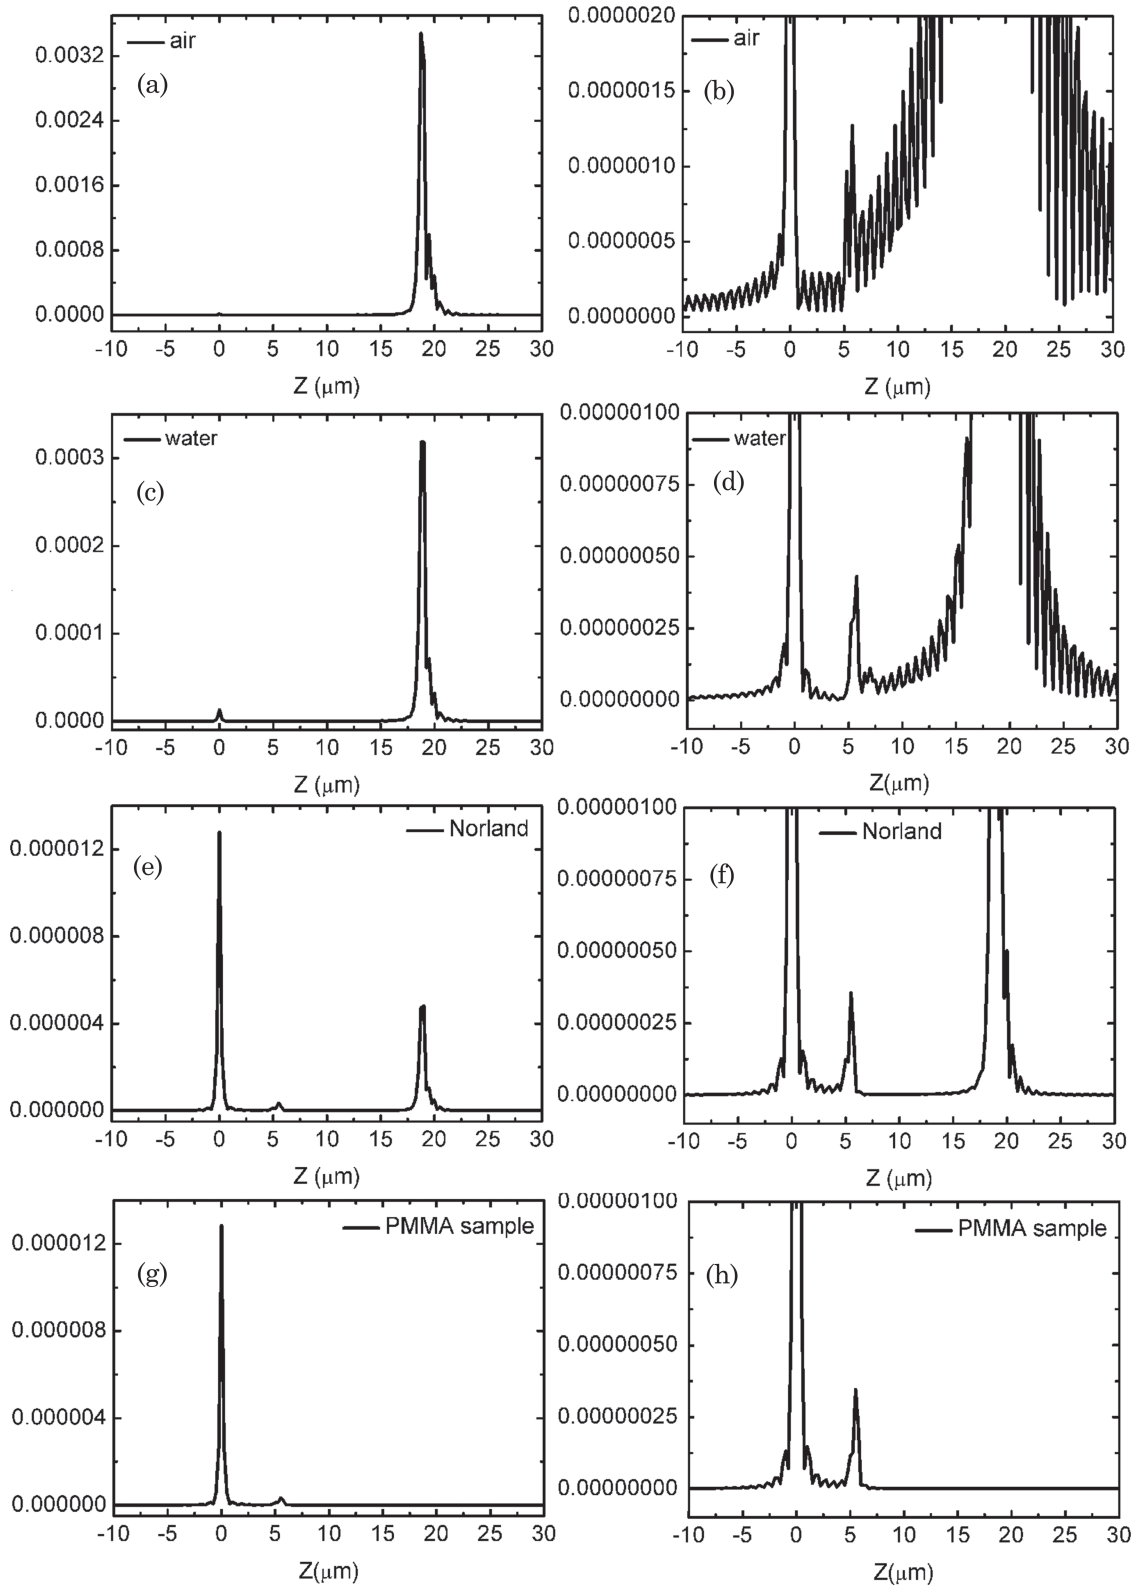 air
(a)
0.0032
0.0024
0.0016
0.0008
0.0000
-10 -5 0 5 10 15 20 25 30
Z (μm)
air
(b)
0.0000020
0.0000015
0.0000010
0.0000005
0.0000000
-10 -5 0 5 10 15 20 25 30
Z (μm)
water
(c)
0.0003
0.0002
0.0001
0.0000
-10 -5 0 5 10 15 20 25 30
Z (μm)
water
(d)
0.00000100
0.00000075
0.00000050
0.00000025
0.00000000
-10 -5 0 5 10 15 20 25 30
Z(μm)
Norland
(e)
0.000012
0.000008
0.000004
0.000000
-10 -5 0 5 10 15 20 25 30
Z (μm)
Norland
(f)
0.00000100
0.00000075
0.00000050
0.00000025
0.00000000
-10 -5 0 5 10 15 20 25 30
Z (μm)
PMMA sample
(g)
0.000012
0.000008
0.000004
0.000000
-10 -5 0 5 10 15 20 25 30
Z(μm)
PMMA sample
(h)
0.00000100
0.00000075
0.00000050
0.00000025
0.00000000
-10 -5 0 5 10 15 20 25 30
Z(μm)